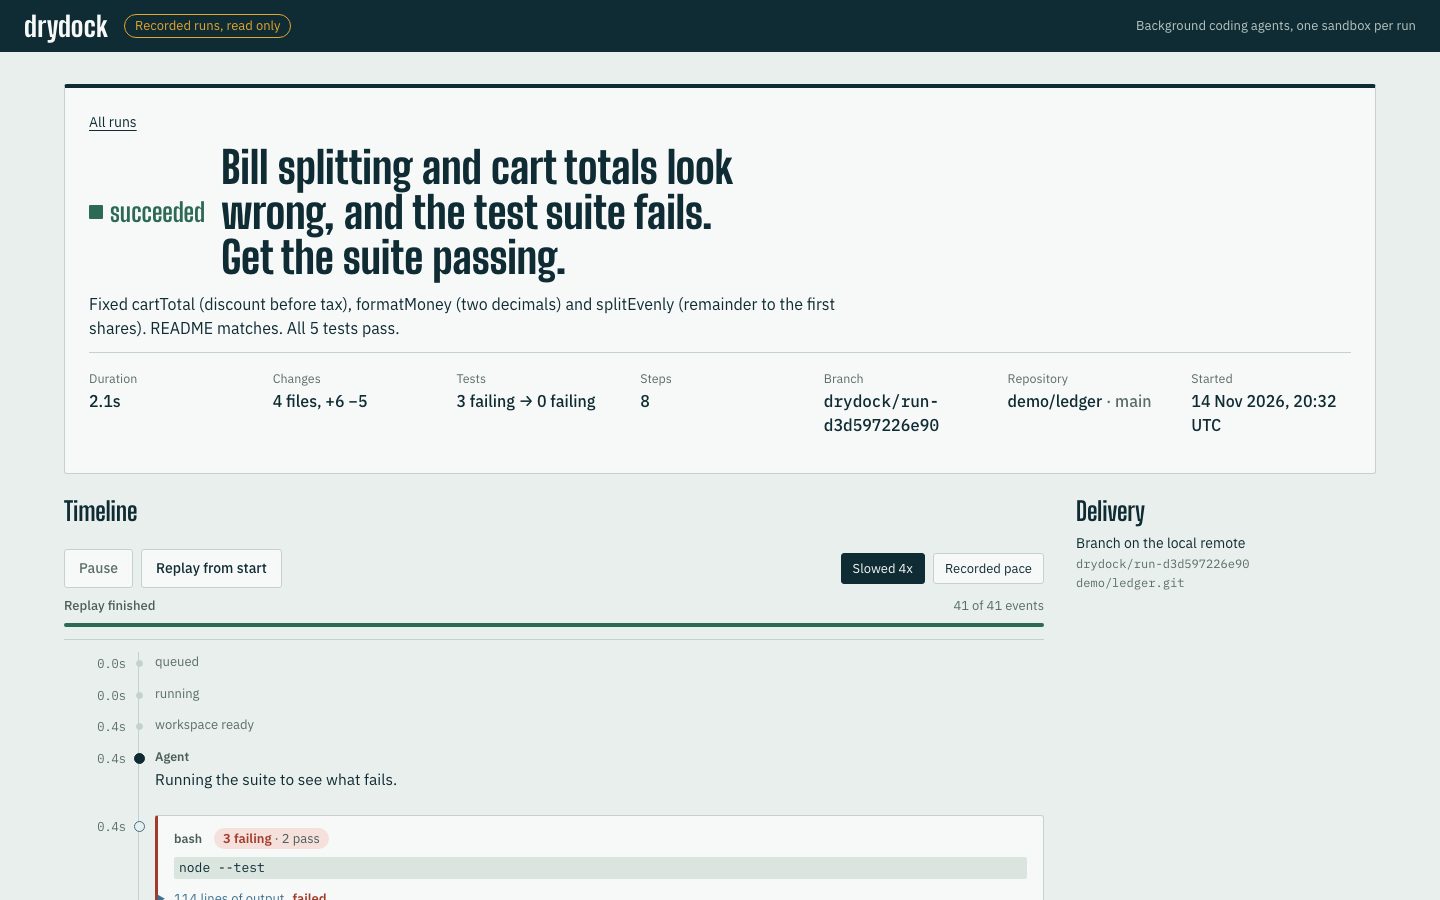 drydock
Recorded runs, read only
Background coding agents, one sandbox per run
All runs
succeeded
Bill splitting and cart totals look
wrong, and the test suite fails.
Get the suite passing.
Fixed cartTotal (discount before tax), formatMoney (two decimals) and splitEvenly (remainder to the first
shares). README matches. All 5 tests pass.
Duration
2.1s
Changes
4 files, +6 −5
Tests
3 failing → 0 failing
Steps
8
Branch
drydock/run-
d3d597226e90
Repository
demo/ledger · main
Started
14 Nov 2026, 20:32
UTC
Timeline
Pause
Replay from start
Slowed 4x
Recorded pace
Replay finished
41 of 41 events
0.0s queued
0.0s running
0.4s workspace ready
0.4s Agent
Running the suite to see what fails.
0.4s
bash 3 failing · 2 pass
node --test
114 lines of output failed
Delivery
Branch on the local remote
drydock/run-d3d597226e90
demo/ledger.git